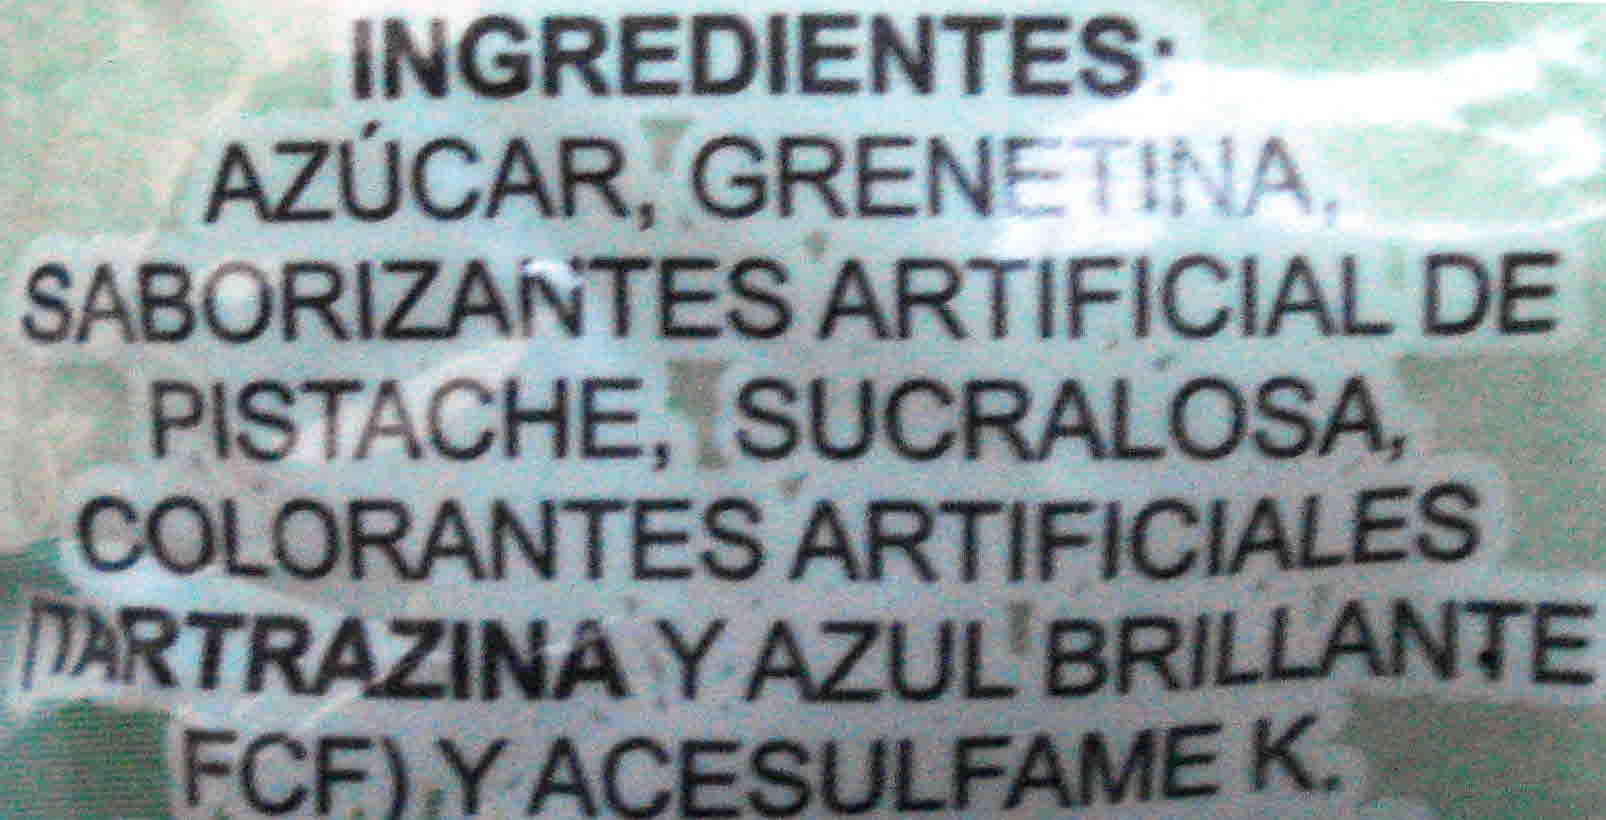 INGREDIENTES:
AZÚCAR, GRENETINA,
SABORIZANTES ARTIFICIAL DE
PISTACHE, SUCRALOSA,
COLORANTES ARTIFICIALES
(TARTRAZINA Y AZUL BRILLANTE
FCF) Y ACESULFAME K.